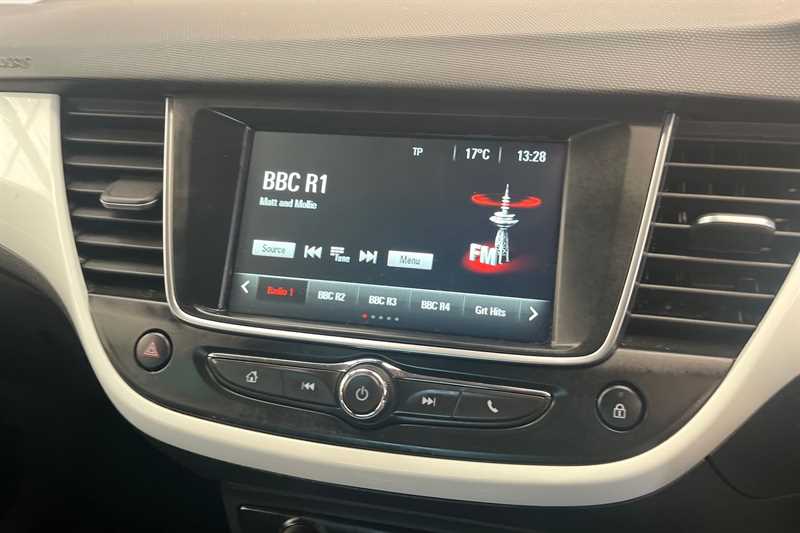 TP 17°C 13:28
BBC R1
Matt and Mollie
FM
Source Tune Menu
Radio 1 BBC R2 BBC R3 BBC R4 Grt Hits